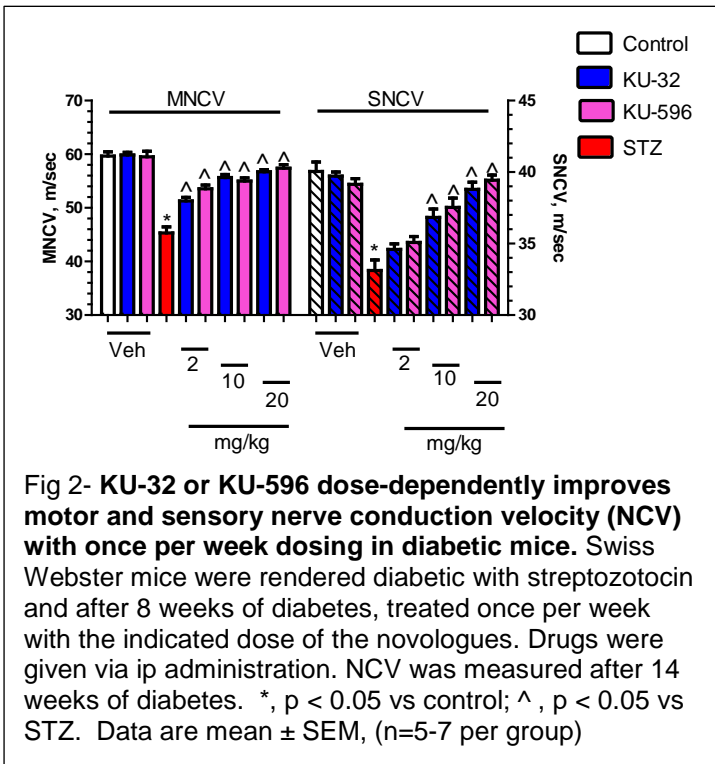 Control
KU-32
KU-596
STZ
MNCV SNCV
70
60
50
40
30
MNCV, m/sec
45
40
35
30
SNCV, m/sec
^ ^ ^ ^ ^ ^
*
^ ^ ^ ^
*
Veh 2 10 20
mg/kg
Veh 2 10 20
mg/kg
Fig 2- KU-32 or KU-596 dose-dependently improves
motor and sensory nerve conduction velocity (NCV)
with once per week dosing in diabetic mice. Swiss
Webster mice were rendered diabetic with streptozotocin
and after 8 weeks of diabetes, treated once per week
with the indicated dose of the novologues. Drugs were
given via ip administration. NCV was measured after 14
weeks of diabetes. *, p < 0.05 vs control; ^ , p < 0.05 vs
STZ. Data are mean ± SEM, (n=5-7 per group)